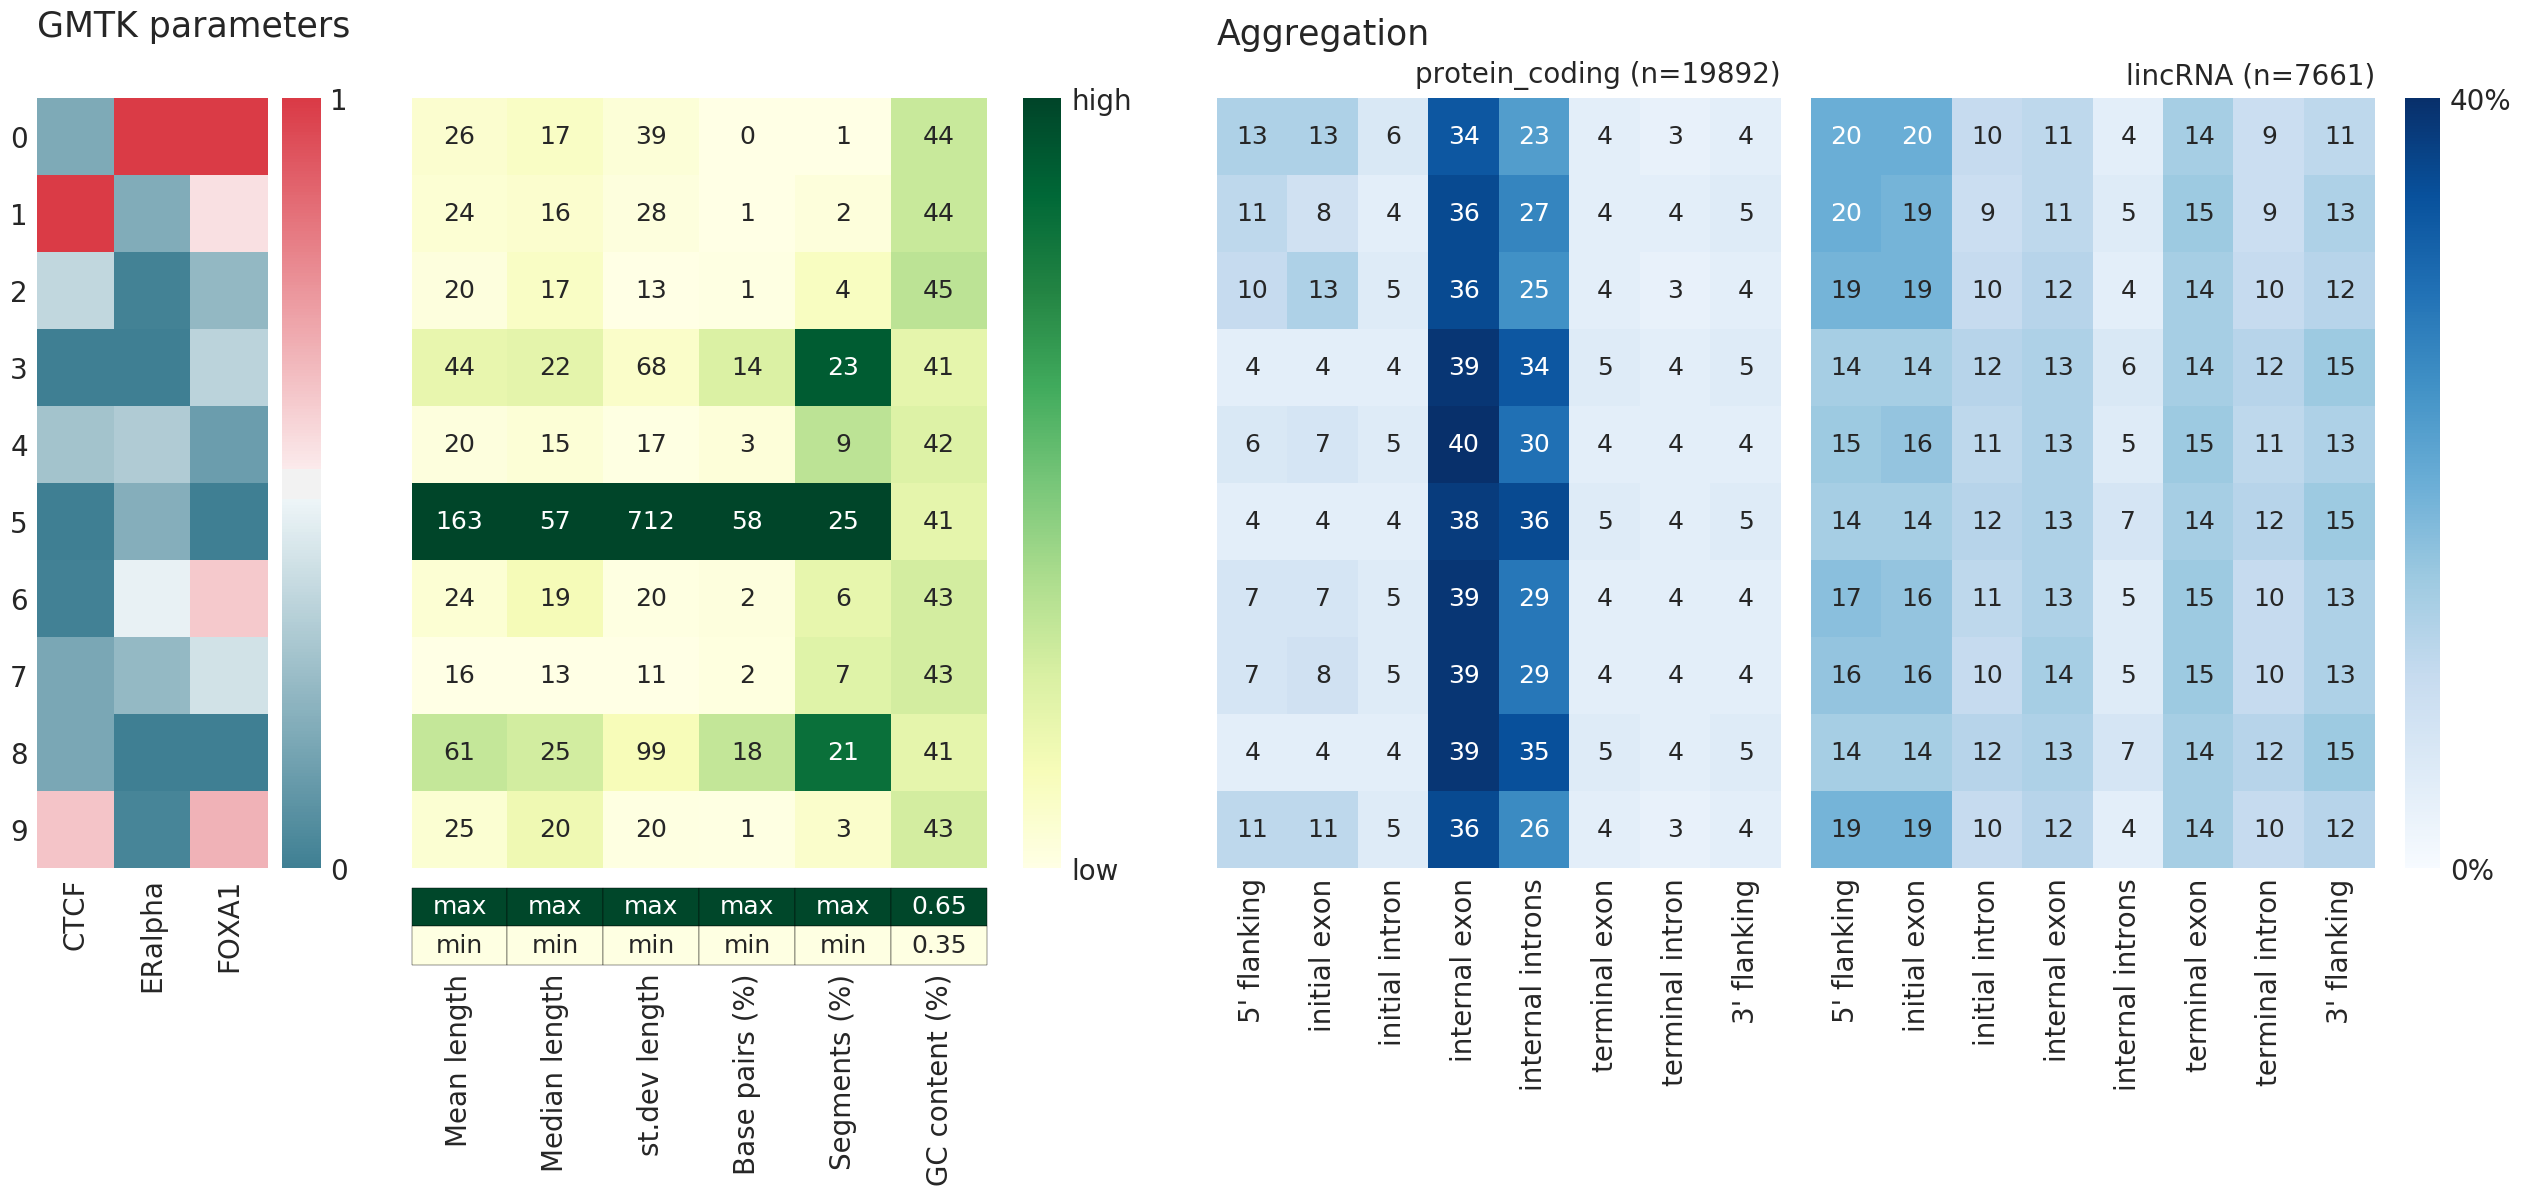 GMTK parameters
Aggregation
protein_coding (n=19892)
lincRNA (n=7661)
1
high
40%
0 26 17 39 0 1 44 13 13 6 34 23 4 3 4 20 20 10 11 4 14 9 11
1 24 16 28 1 2 44 11 8 4 36 27 4 4 5 20 19 9 11 5 15 9 13
2 20 17 13 1 4 45 10 13 5 36 25 4 3 4 19 19 10 12 4 14 10 12
3 44 22 68 14 23 41 4 4 4 39 34 5 4 5 14 14 12 13 6 14 12 15
4 20 15 17 3 9 42 6 7 5 40 30 4 4 4 15 16 11 13 5 15 11 13
5 163 57 712 58 25 41 4 4 4 38 36 5 4 5 14 14 12 13 7 14 12 15
6 24 19 20 2 6 43 7 7 5 39 29 4 4 4 17 16 11 13 5 15 10 13
7 16 13 11 2 7 43 7 8 5 39 29 4 4 4 16 16 10 14 5 15 10 13
8 61 25 99 18 21 41 4 4 4 39 35 5 4 5 14 14 12 13 7 14 12 15
9 25 20 20 1 3 43 11 11 5 36 26 4 3 4 19 19 10 12 4 14 10 12
0
low
0%
max max max max max 0.65
min min min min min 0.35
CTCF
ERalpha
FOXA1
Mean length
Median length
st.dev length
Base pairs (%)
Segments (%)
GC content (%)
5' flanking
initial exon
initial intron
internal exon
internal introns
terminal exon
terminal intron
3' flanking
5' flanking
initial exon
initial intron
internal exon
internal introns
terminal exon
terminal intron
3' flanking